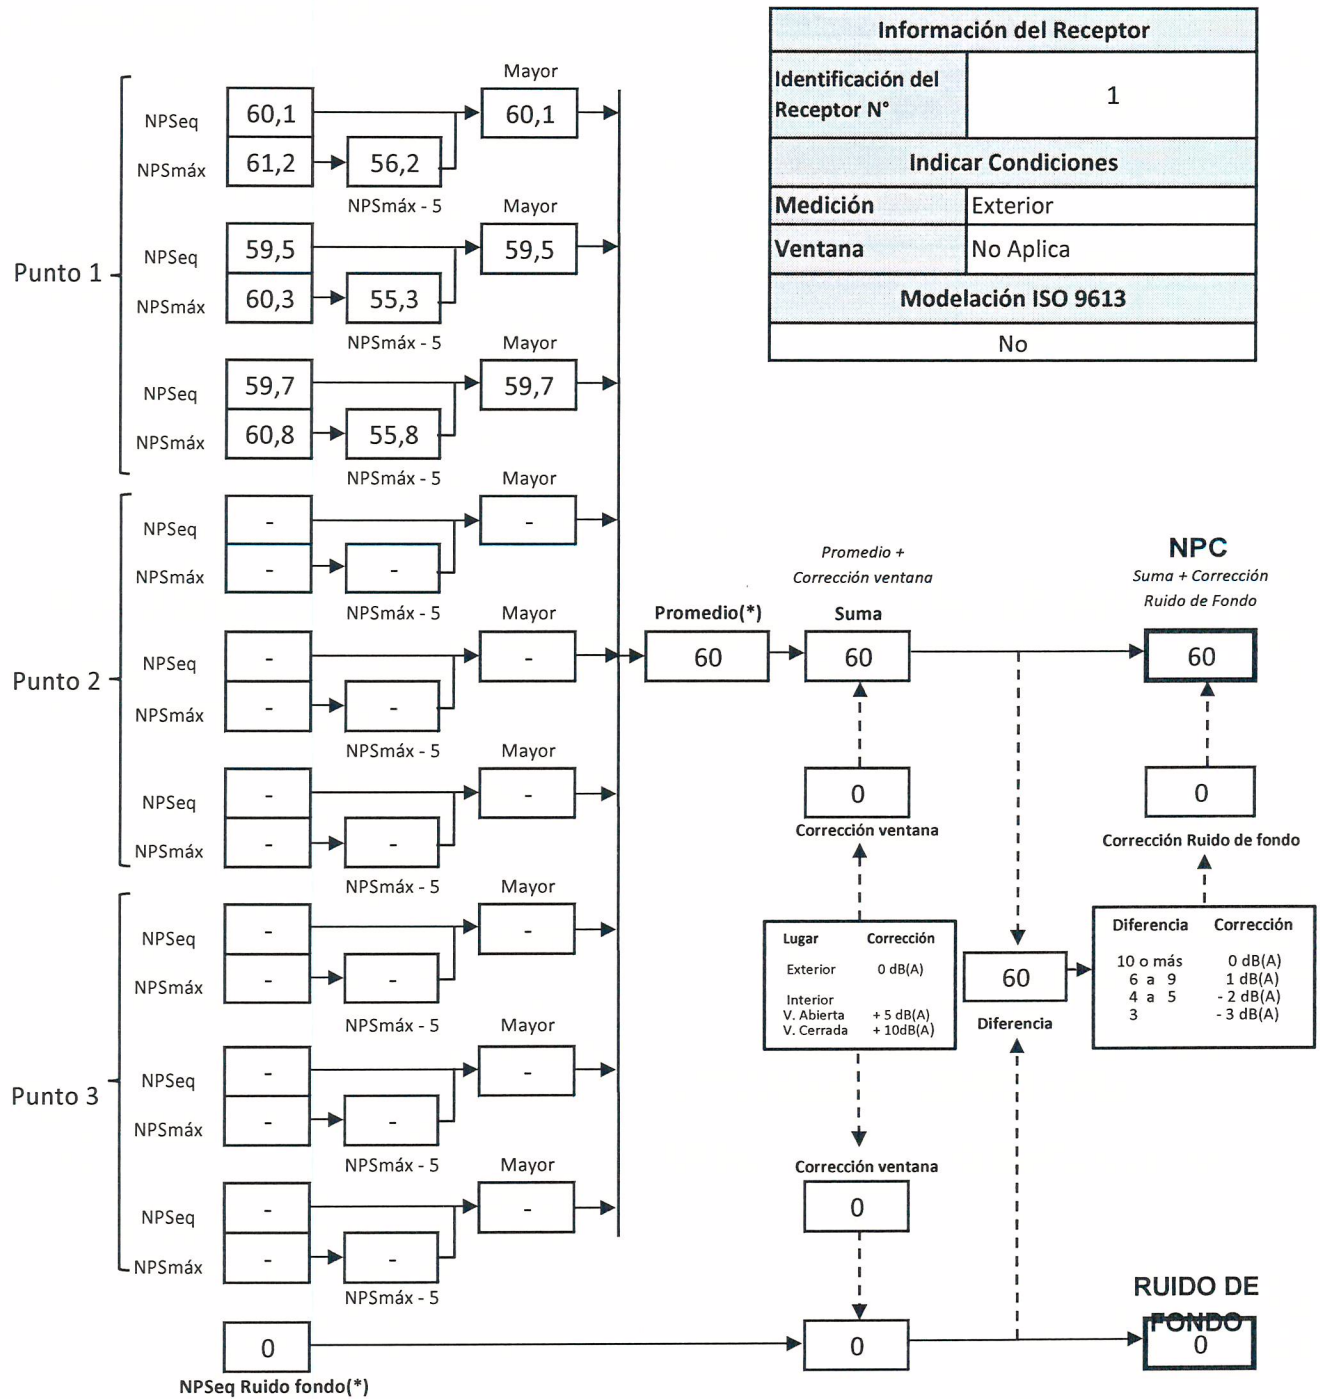 Información del Receptor
Identificación del
Receptor N°
1
Indicar Condiciones
Medición Exterior
Ventana No Aplica
Modelación ISO 9613
No
Punto 1
Mayor
NPSeq 60,1 60,1
NPSmáx 61,2 56,2
NPSmáx - 5
Mayor
NPSeq 59,5 59,5
NPSmáx 60,3 55,3
NPSmáx - 5
Mayor
NPSeq 59,7 59,7
NPSmáx 60,8 55,8
NPSmáx - 5
Punto 2
Mayor
NPSeq - -
NPSmáx - -
NPSmáx - 5
Mayor
NPSeq - -
NPSmáx - -
NPSmáx - 5
Mayor
NPSeq - -
NPSmáx - -
NPSmáx - 5
Punto 3
Mayor
NPSeq - -
NPSmáx - -
NPSmáx - 5
NPSeq - -
NPSmáx - -
NPSmáx - 5
Mayor
NPSeq - -
NPSmáx - -
NPSmáx - 5
0
NPSeq Ruido fondo(*)
Promedio(*)
60
Promedio +
Corrección ventana
Suma
60
0
Corrección ventana
Lugar Corrección
Exterior 0 dB(A)
Interior
V. Abierta + 5 dB(A)
V. Cerrada + 10dB(A)
Corrección ventana
0
0
60
Diferencia
NPC
Suma + Corrección
Ruido de Fondo
60
0
Corrección Ruido de fondo
Diferencia Corrección
10 o más 0 dB(A)
6 a 9 1 dB(A)
4 a 5 - 2 dB(A)
3 - 3 dB(A)
RUIDO DE
FONDO
0